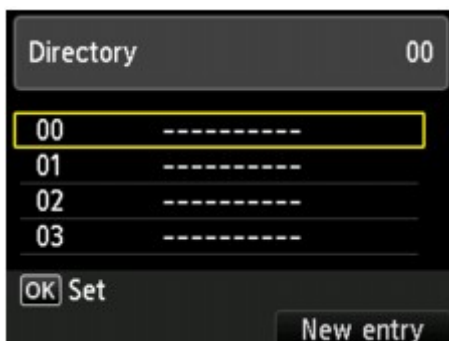 Directory 00
00 ----------
01 ----------
02 ----------
03 ----------
OK Set
New entry